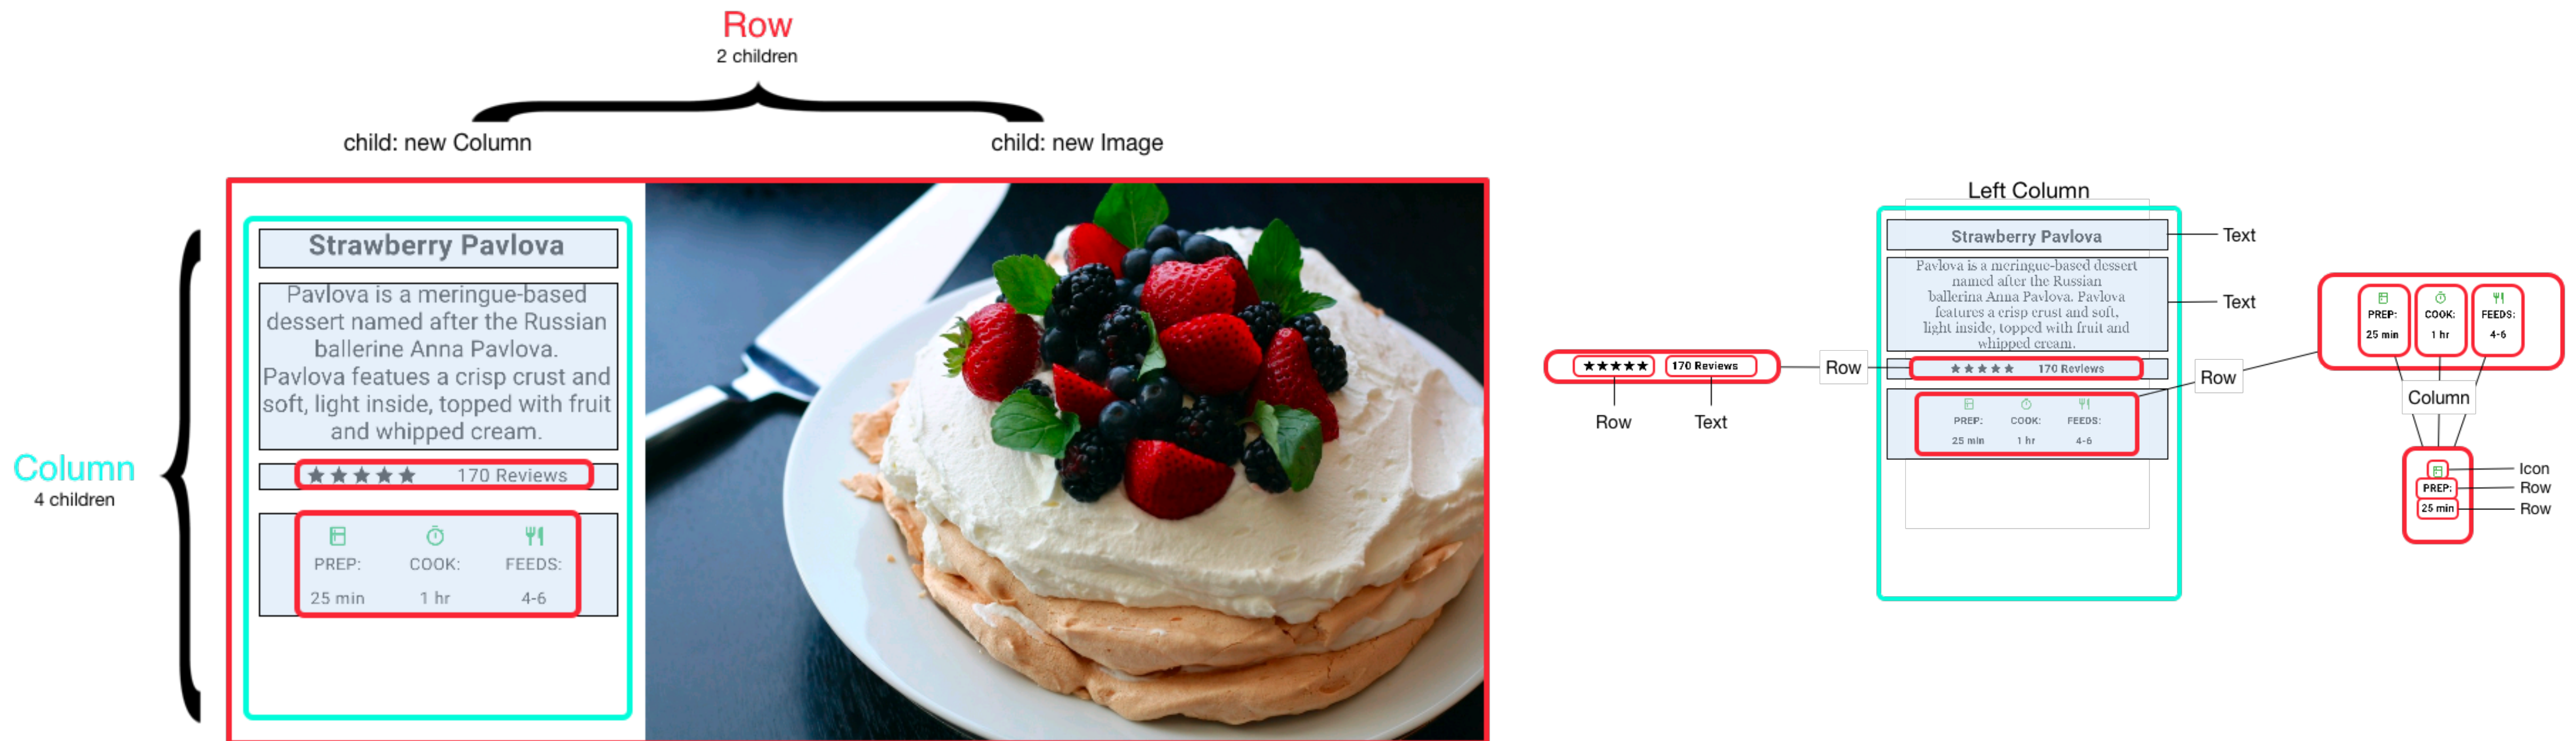 Row
2 children
child: new Column
child: new Image
Column
4 children
Strawberry Pavlova
Pavlova is a meringue-based
dessert named after the Russian
ballerine Anna Pavlova.
Pavlova featues a crisp crust and
soft, light inside, topped with fruit
and whipped cream.
170 Reviews
PREP:
COOK:
FEEDS:
25 min
1 hr
4-6
Left Column
Strawberry Pavlova
Text
Pavlova is a meringue-based dessert
named after the Russian
ballerina Anna Pavlova. Pavlova
features a crisp crust and soft,
light inside, topped with fruit and
whipped cream.
Text
170 Reviews
Row
Row
Text
170 Reviews
PREP:
COOK:
FEEDS:
25 min
1 hr
4-6
Row
PREP:
COOK:
FEEDS:
25 min
1 hr
4-6
Column
PREP:
25 min
Icon
Row
Row